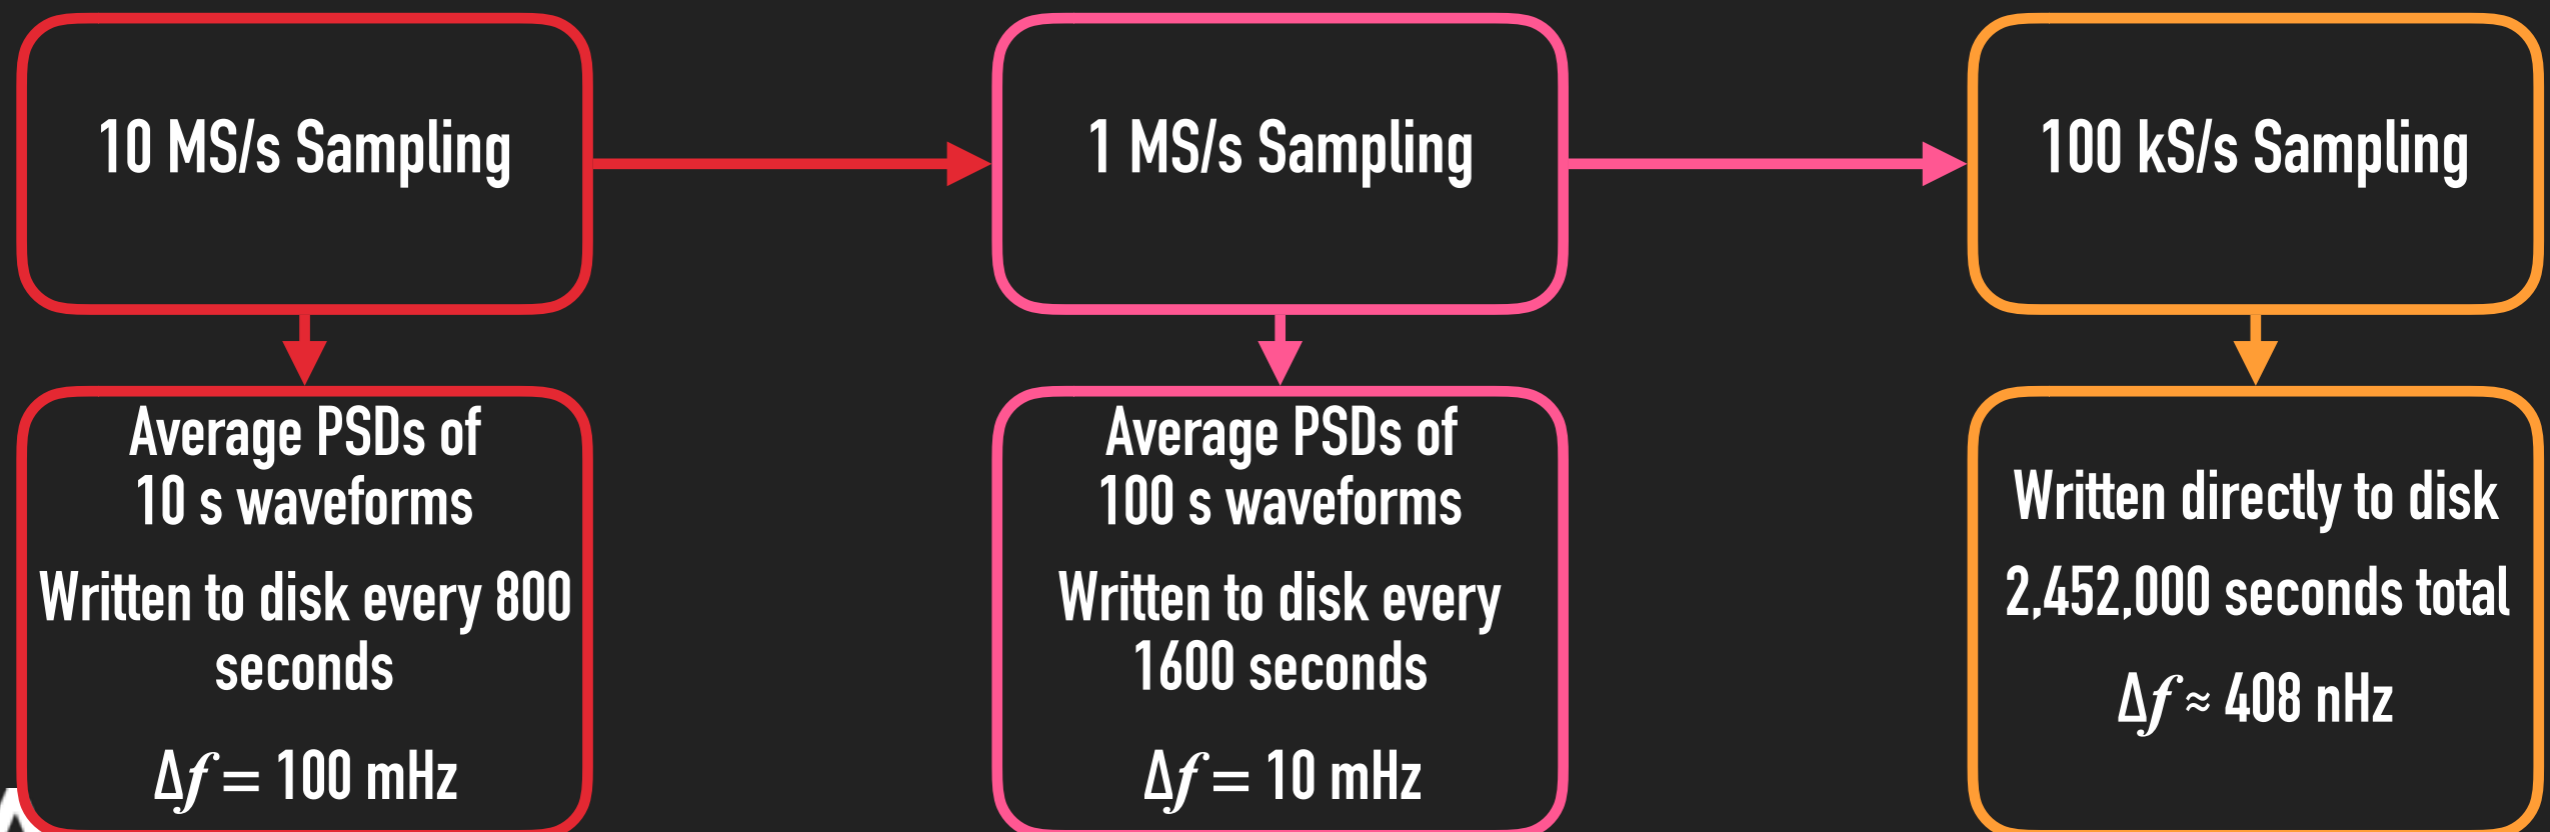 10 MS/s Sampling
1 MS/s Sampling
100 kS/s Sampling
Average PSDs of
10 s waveforms
Written to disk every 800
seconds
Δf = 100 mHz
Average PSDs of
100 s waveforms
Written to disk every
1600 seconds
Δf = 10 mHz
Written directly to disk
2,452,000 seconds total
Δf ≈ 408 nHz